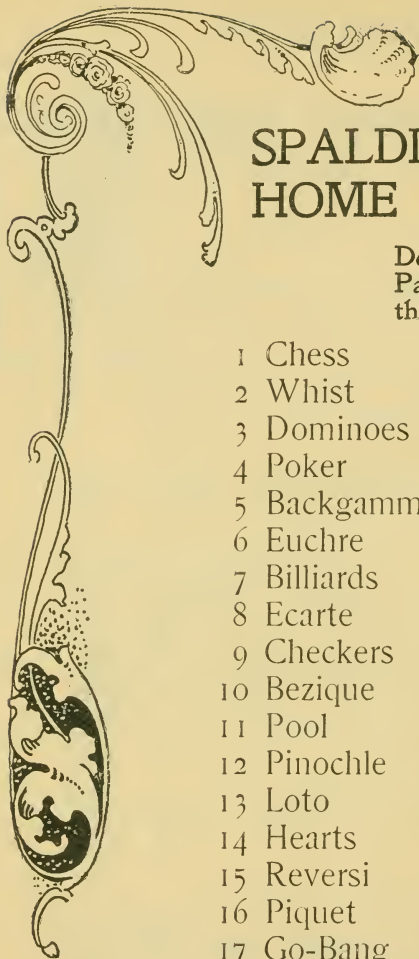 SPALDI
HOME
De
Pa
th
1 Chess
2 Whist
3 Dominoes
4 Poker
5 Backgamm
6 Euchre
7 Billiards
8 Ecarte
9 Checkers
10 Bezique
11 Pool
12 Pinochle
13 Loto
14 Hearts
15 Reversi
16 Piquet
17 Go-Bang